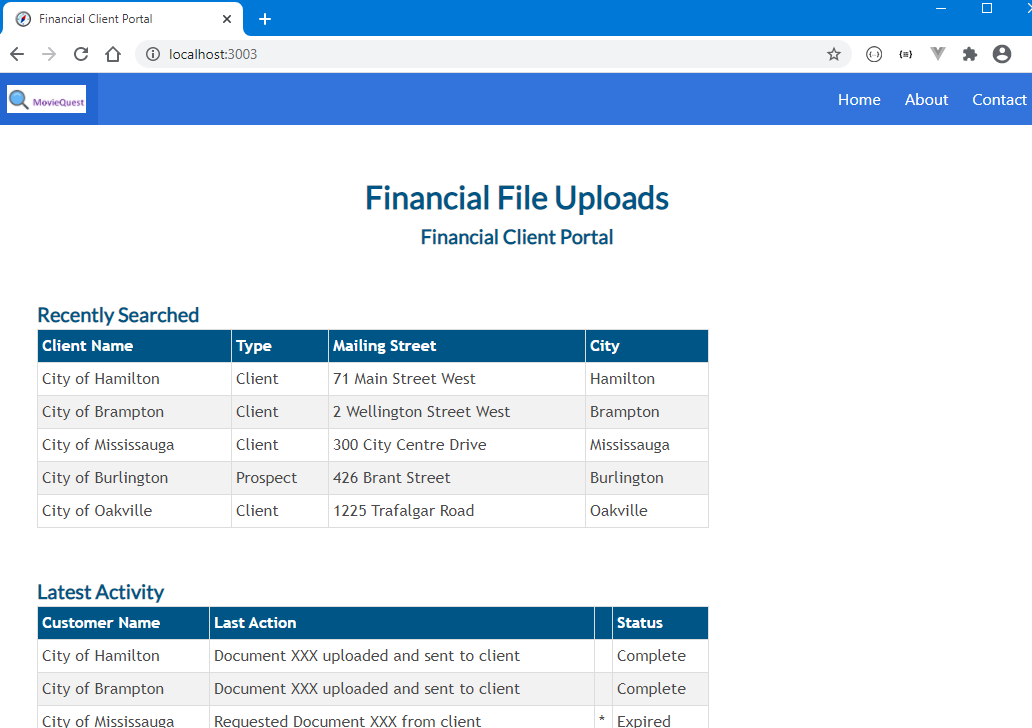 Financial Client Portal
localhost:3003
MovieQuest
Home About Contact
Financial File Uploads
Financial Client Portal
Recently Searched
Client Name Type Mailing Street City
City of Hamilton Client 71 Main Street West Hamilton
City of Brampton Client 2 Wellington Street West Brampton
City of Mississauga Client 300 City Centre Drive Mississauga
City of Burlington Prospect 426 Brant Street Burlington
City of Oakville Client 1225 Trafalgar Road Oakville
Latest Activity
Customer Name Last Action Status
City of Hamilton Document XXX uploaded and sent to client Complete
City of Brampton Document XXX uploaded and sent to client Complete
City of Mississauga Requested Document XXX from client * Expired